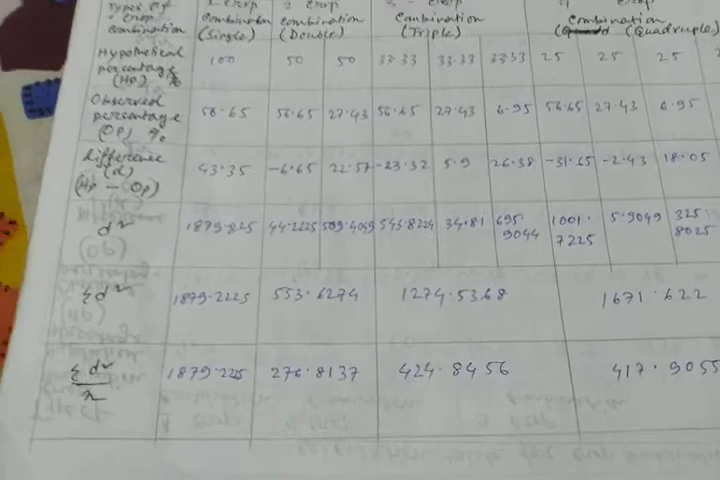 Types of 1 crop 2 crop 3 - crop 4 crop
crop combination combination combination combination
combination (Single) (Double) (Triple) (Quadruple)
Hypothetical percentage (Hp) % 100 50 50 33.33 33.33 33.33 25 25 25
Observed percentage (OP) % 56.65 56.65 27.43 56.65 27.43 6.95 56.65 27.43 6.95
difference (d) (Hp - Op) 43.35 -6.65 22.57 -23.32 5.9 26.38 -31.65 -2.43 18.05
d² 1879.225 44.2225 509.4049 543.8224 34.81 695.9044 1001.7225 5.9049 325.8025
Σd² 1879.2225 553.6274 1274.5368 1671.622
Σd²/n 1879.225 276.8137 424.8456 417.9055